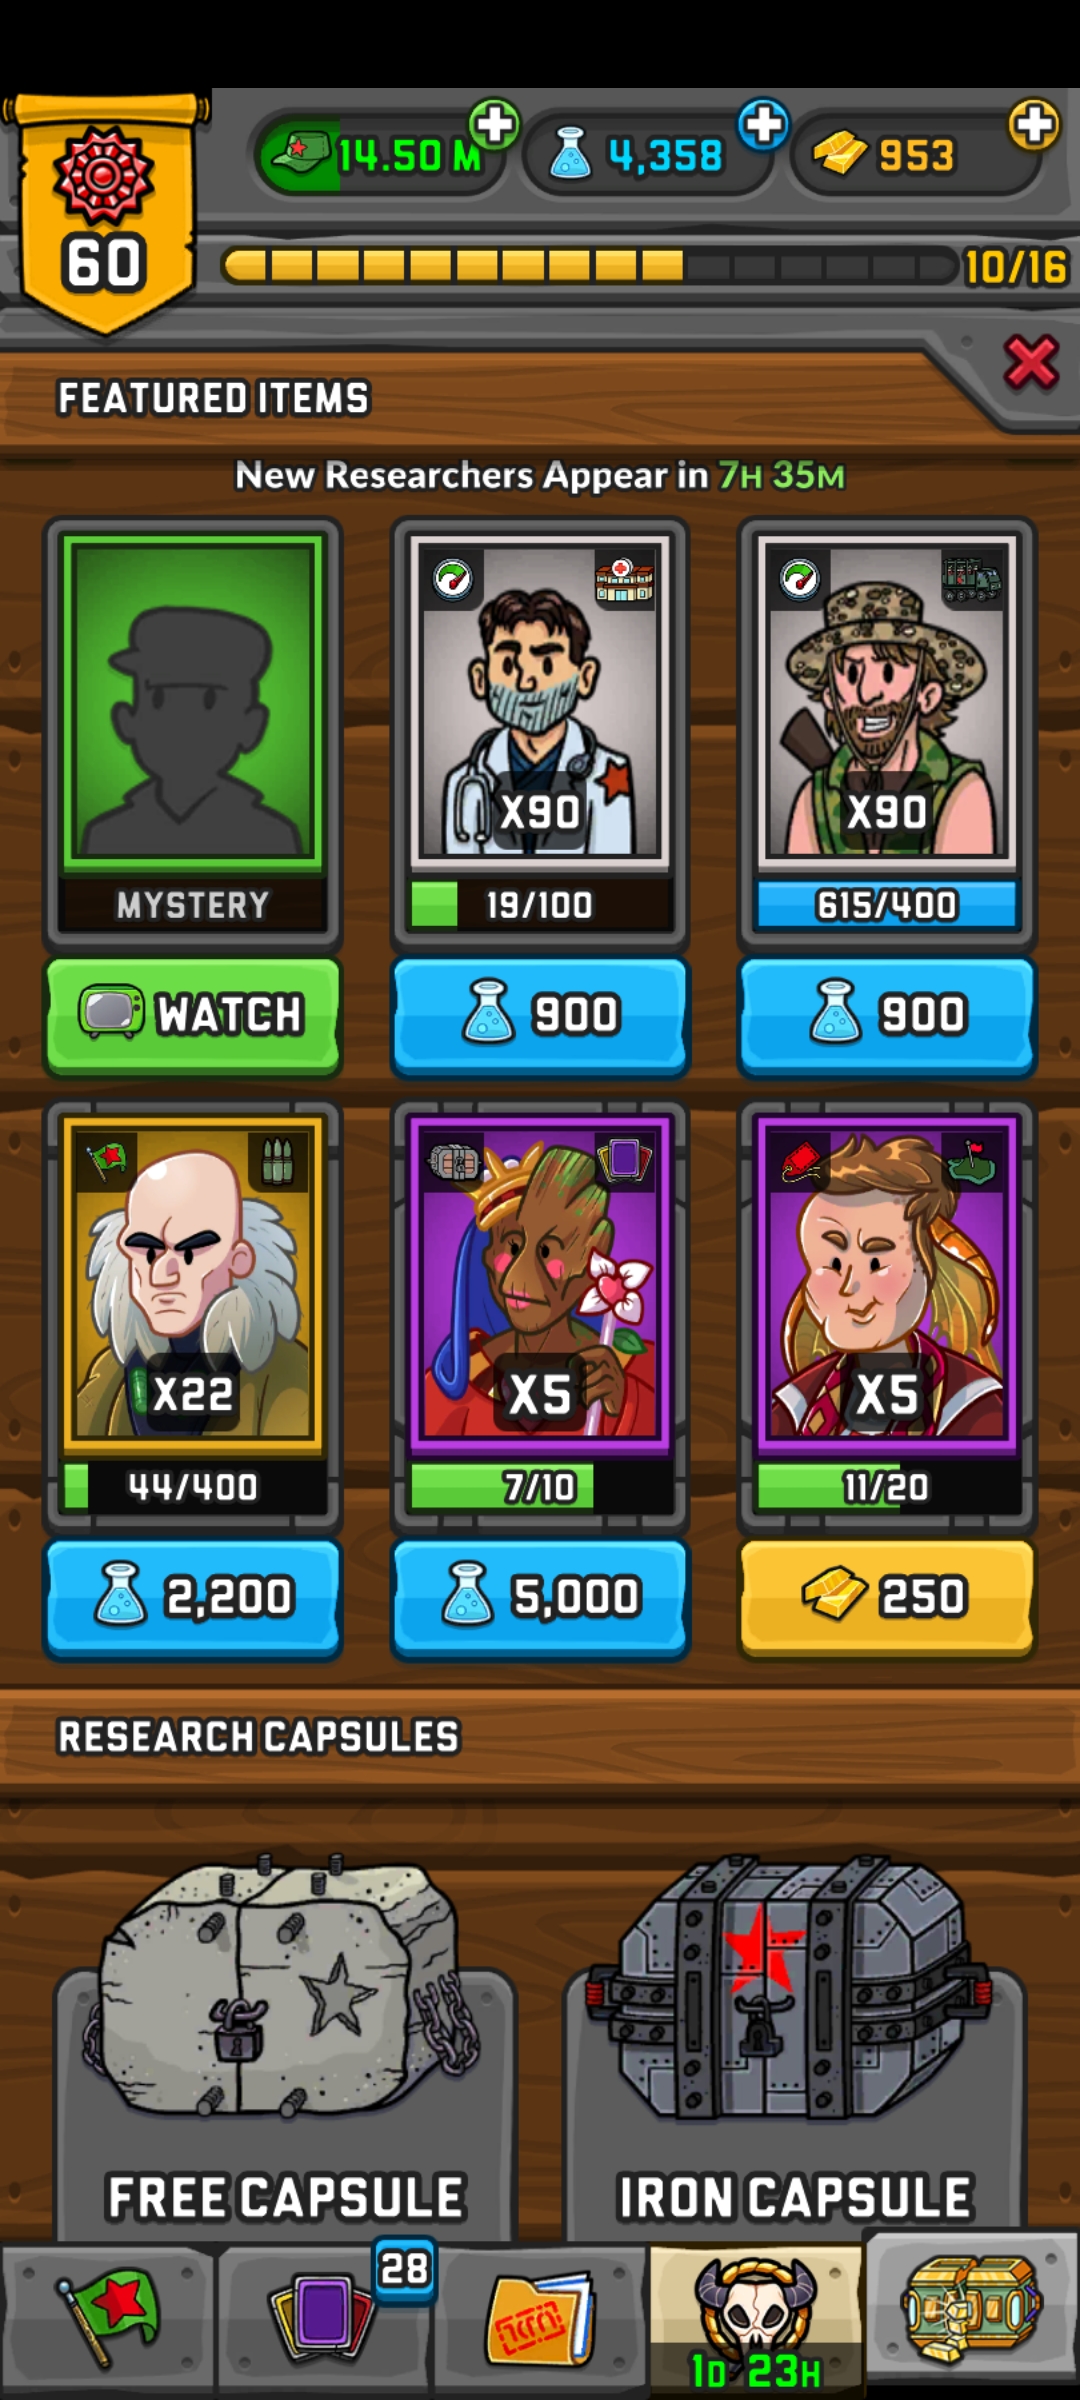 14.50 M
4,358
953
60
10/16
FEATURED ITEMS
New Researchers Appear in 7H 35M
X90
X90
MYSTERY
19/100
615/400
WATCH
900
900
X22
X5
X5
44/400
7/10
11/20
2,200
5,000
250
RESEARCH CAPSULES
FREE CAPSULE
IRON CAPSULE
28
1D 23H